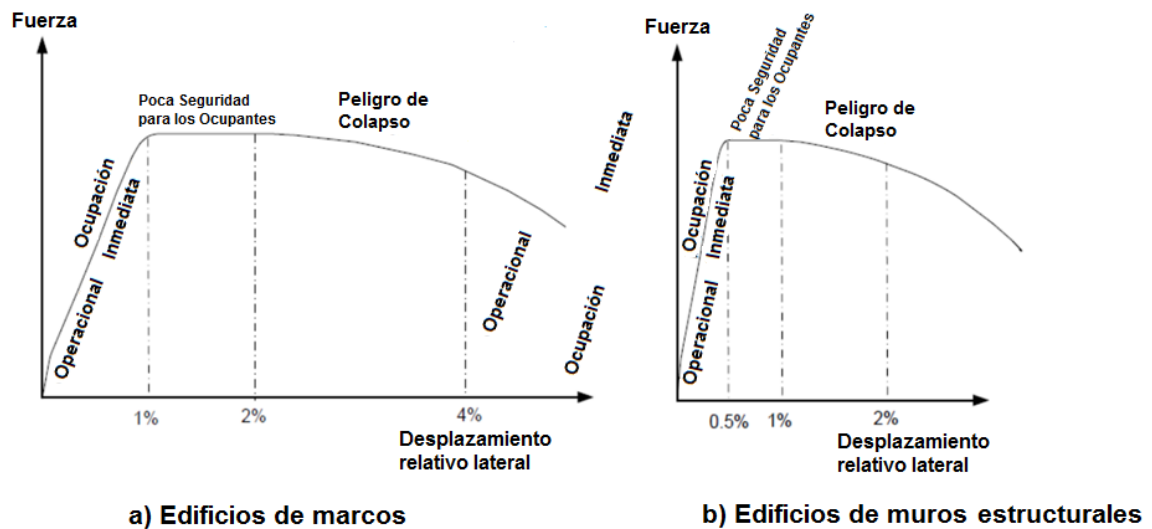 Fuerza
Poca Seguridad
para los Ocupantes
Peligro de
Colapso
Ocupación
Inmediata
Operacional
Operacional
Inmediata
Ocupación
1%
2%
4%
Desplazamiento
relativo lateral
a) Edificios de marcos
Fuerza
Poca Seguridad
para los Ocupantes
Peligro de
Colapso
Ocupación
Inmediata
Operacional
0.5%
1%
2%
Desplazamiento
relativo lateral
b) Edificios de muros estructurales